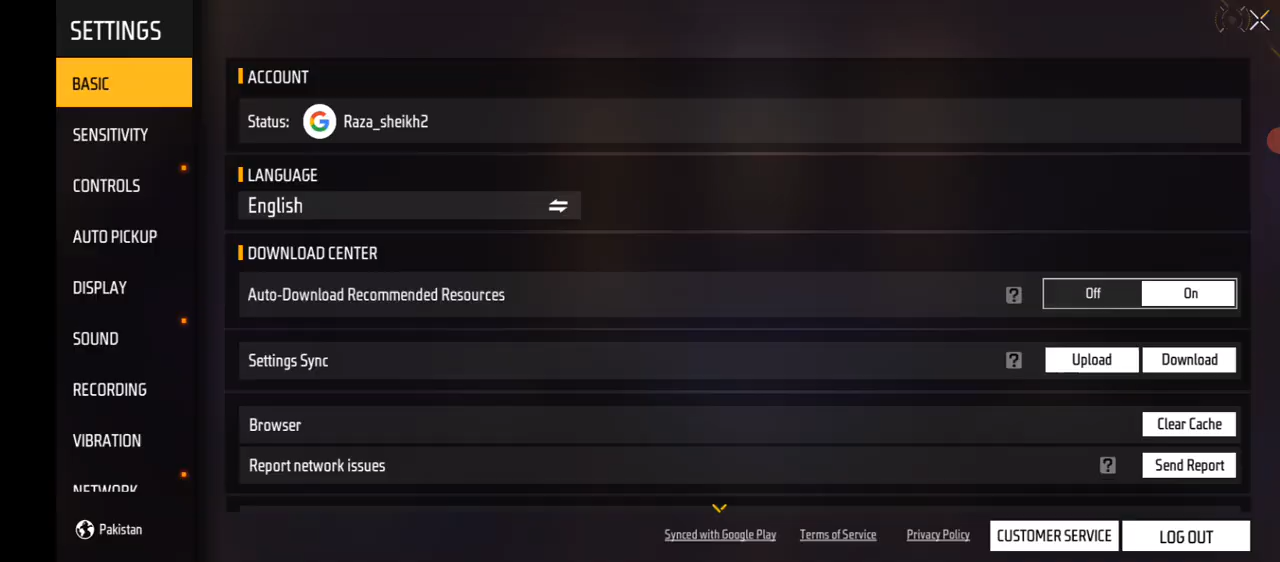 SETTINGS
BASIC
SENSITIVITY
CONTROLS
AUTO PICKUP
DISPLAY
SOUND
RECORDING
VIBRATION
NETWORK
Pakistan
ACCOUNT
Status: Raza_sheikh2
LANGUAGE
English
DOWNLOAD CENTER
Auto-Download Recommended Resources ? Off On
Settings Sync ? Upload Download
Browser Clear Cache
Report network issues ? Send Report
Synced with Google Play Terms of Service Privacy Policy CUSTOMER SERVICE LOG OUT